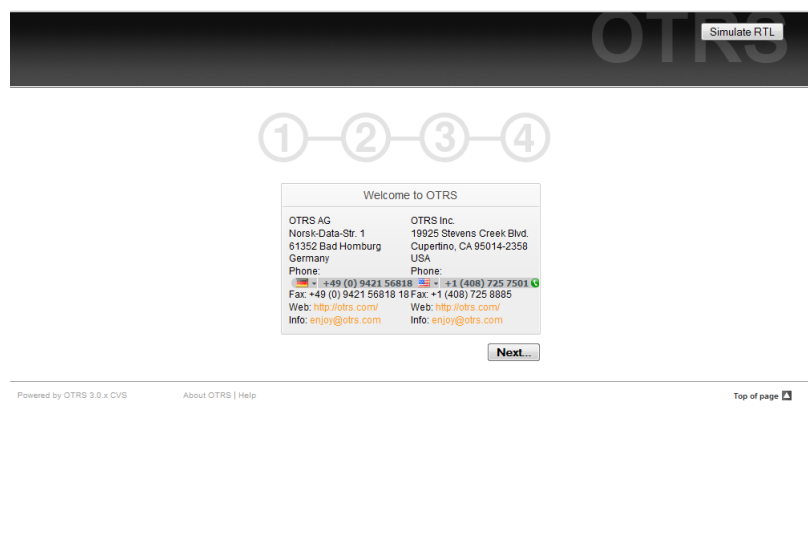 OTRS
Simulate RTL
1 2 3 4
Welcome to OTRS
OTRS AG
Norsk-Data-Str. 1
61352 Bad Homburg
Germany
Phone:
+49 (0) 9421 56818
Fax: +49 (0) 9421 56818 18
Web: http://otrs.com/
Info: enjoy@otrs.com
OTRS Inc.
19925 Stevens Creek Blvd.
Cupertino, CA 95014-2358
USA
Phone:
+1 (408) 725 7501
Fax: +1 (408) 725 8885
Web: http://otrs.com/
Info: enjoy@otrs.com
Next...
Powered by OTRS 3.0.x CVS
About OTRS | Help
Top of page